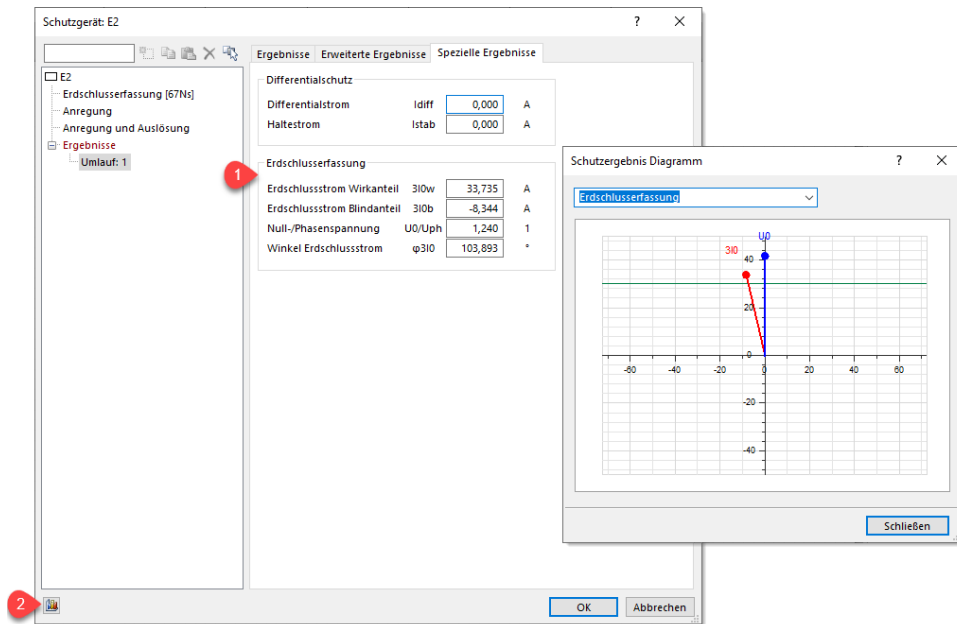 Schutzgerät: E2
? ×
Ergebnisse Erweiterte Ergebnisse Spezielle Ergebnisse
E2
Erdschlusserfassung [67Ns]
Anregung
Anregung und Auslösung
Ergebnisse
Umlauf: 1
Differentialschutz
Differentialstrom Idiff 0,000 A
Haltestrom Istab 0,000 A
1
Erdschlusserfassung
Erdschlussstrom Wirkanteil 3I0w 33,735 A
Erdschlussstrom Blindanteil 3I0b -8,344 A
Null-/Phasenspannung U0/Uph 1,240 1
Winkel Erdschlussstrom φ3I0 103,893 °
2
OK Abbrechen
Schutzergebnis Diagramm
? ×
Erdschlusserfassung
U0
3I0
40
20
0
-60 -40 -20 0 20 40 60
-20
-40
Schließen